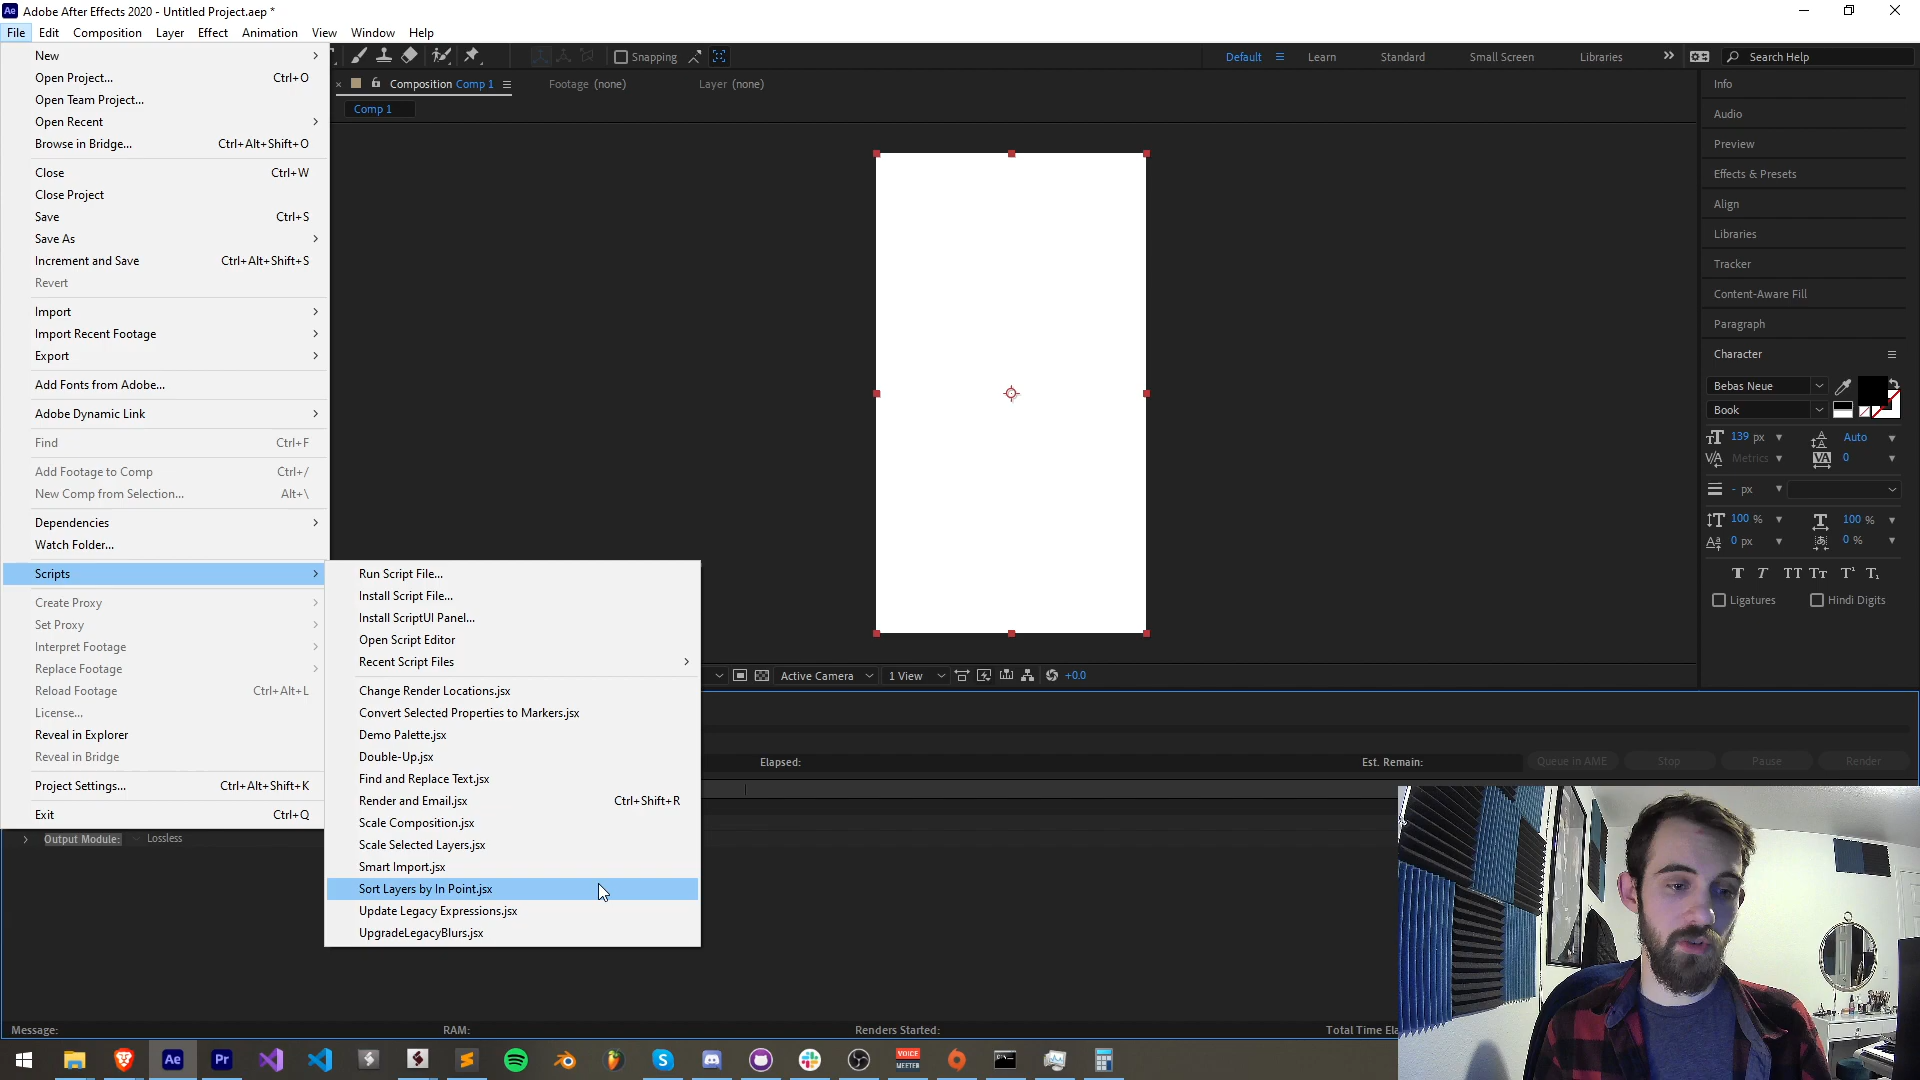 Ae Adobe After Effects 2020 - Untitled Project.aep *
File Edit Composition Layer Effect Animation View Window Help
New
Open Project... Ctrl+O
Open Team Project...
Open Recent
Browse in Bridge... Ctrl+Alt+Shift+O
Close Ctrl+W
Close Project
Save Ctrl+S
Save As
Increment and Save Ctrl+Alt+Shift+S
Revert
Import
Import Recent Footage
Export
Add Fonts from Adobe...
Adobe Dynamic Link
Find Ctrl+F
Add Footage to Comp Ctrl+/
New Comp from Selection... Alt+\
Dependencies
Watch Folder...
Scripts
Create Proxy
Set Proxy
Interpret Footage
Replace Footage
Reload Footage Ctrl+Alt+L
License...
Reveal in Explorer
Reveal in Bridge
Project Settings... Ctrl+Alt+Shift+K
Exit Ctrl+Q
Run Script File...
Install Script File...
Install ScriptUI Panel...
Open Script Editor
Recent Script Files
Change Render Locations.jsx
Convert Selected Properties to Markers.jsx
Demo Palette.jsx
Double-Up.jsx
Find and Replace Text.jsx
Render and Email.jsx Ctrl+Shift+R
Scale Composition.jsx
Scale Selected Layers.jsx
Smart Import.jsx
Sort Layers by In Point.jsx
Update Legacy Expressions.jsx
UpgradeLegacyBlurs.jsx
Snapping
Default Learn Standard Small Screen Libraries Search Help
Composition Comp 1 Footage (none) Layer (none)
Comp 1
Active Camera 1 View +0.0
Info
Audio
Preview
Effects & Presets
Align
Libraries
Tracker
Content-Aware Fill
Paragraph
Character
Bebas Neue
Book
139 px Auto
Metrics 0
- px
100 % 100 %
0 px 0 %
T T TT Tt T¹ T₁
Ligatures Hindi Digits
Elapsed: Est. Remain: Queue in AME Stop Pause Render
Output Module: Lossless
Message: RAM: Renders Started: Total Time Ela
Ae Pr VOICE MEETER